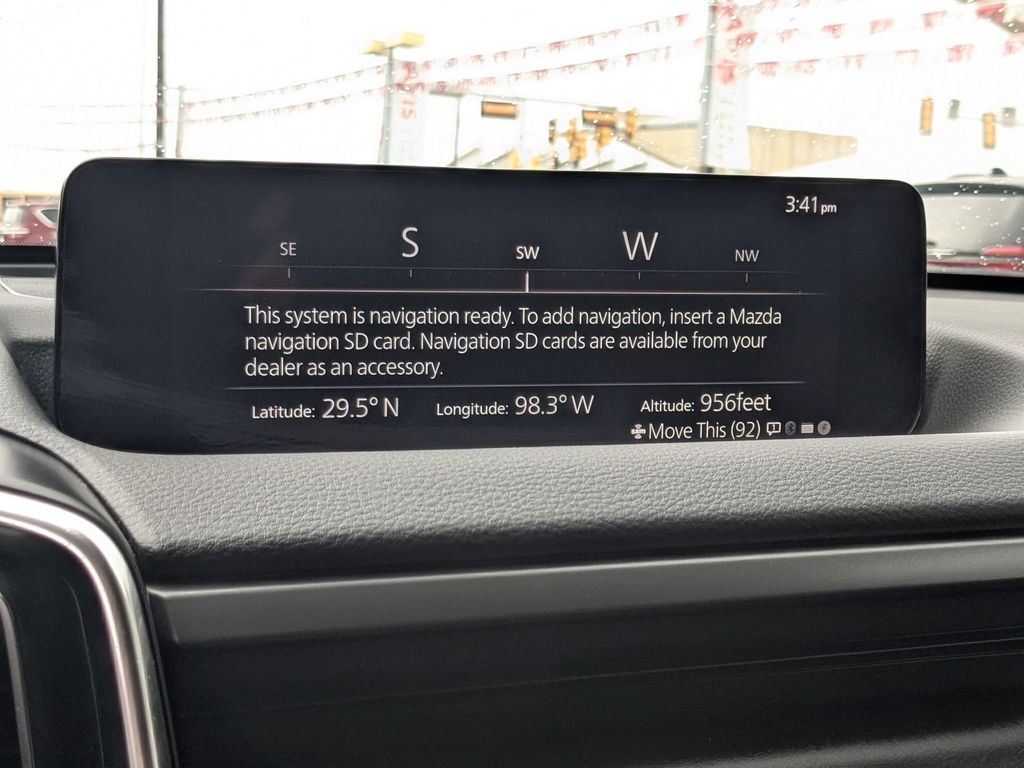 3:41pm
SE S SW W NW
This system is navigation ready. To add navigation, insert a Mazda
navigation SD card. Navigation SD cards are available from your
dealer as an accessory.
Latitude: 29.5° N Longitude: 98.3° W Altitude: 956feet
sxm Move This (92)